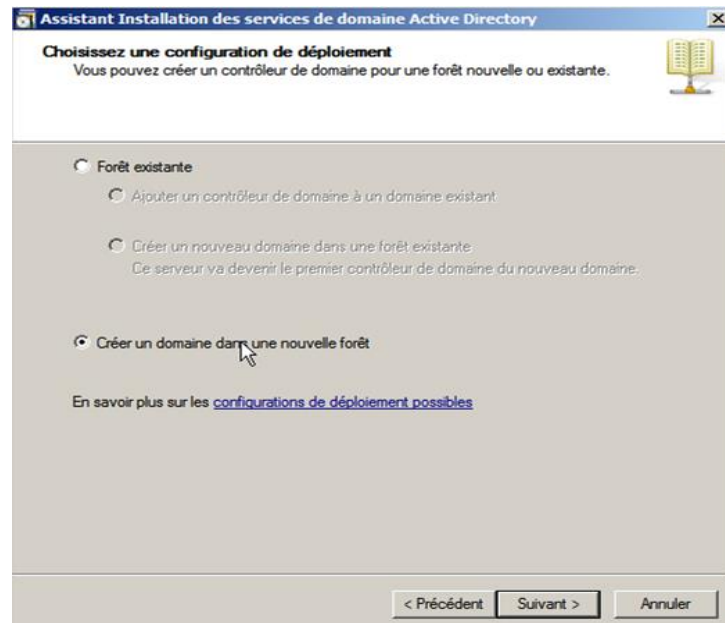 Assistant Installation des services de domaine Active Directory
Choisissez une configuration de déploiement
Vous pouvez créer un contrôleur de domaine pour une forêt nouvelle ou existante.
Forêt existante
Ajouter un contrôleur de domaine à un domaine existant
Créer un nouveau domaine dans une forêt existante
Ce serveur va devenir le premier contrôleur de domaine du nouveau domaine.
Créer un domaine dans une nouvelle forêt
En savoir plus sur les configurations de déploiement possibles
< Précédent Suivant > Annuler